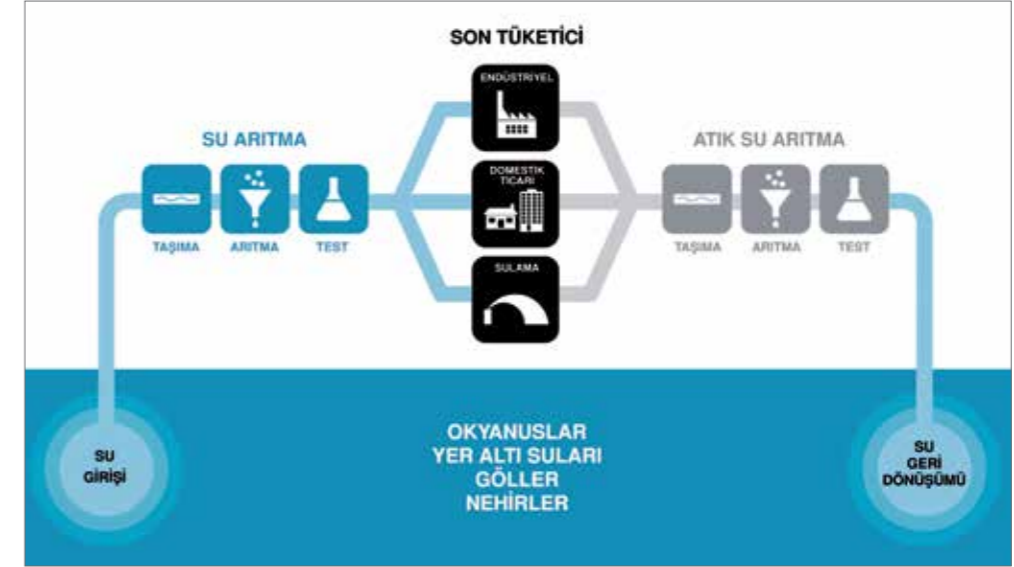 SON TÜKETİCİ
SU ARITMA
TAŞIMA
ARITMA
TEST
ENDÜSTRİYEL
DOMESTİK
TİCARİ
SULAMA
ATIK SU ARITMA
TAŞIMA
ARITMA
TEST
SU
GİRİŞİ
OKYANUSLAR
YER ALTI SULARI
GÖLLER
NEHİRLER
SU
GERİ
DÖNÜŞÜMÜ